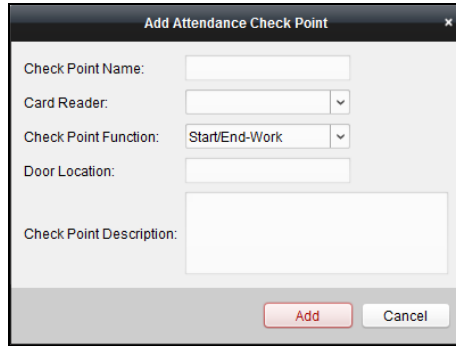 Add Attendance Check Point ×
Check Point Name:
Card Reader:
Check Point Function: Start/End-Work
Door Location:
Check Point Description:
Add Cancel